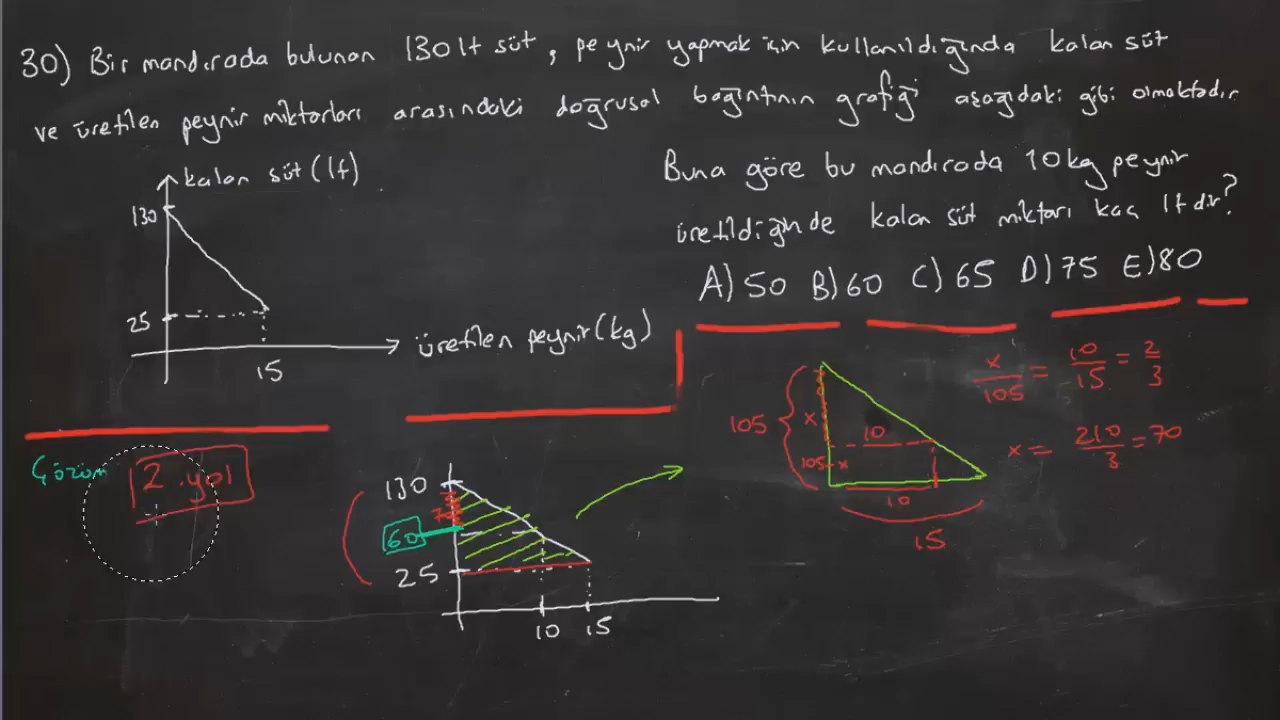 30) Bir mandırada bulunan 130 lt süt, peynir yapmak için kullanıldığında kalan süt
ve üretilen peynir miktarları arasındaki doğrusal bağıntının grafiği aşağıdaki gibi olmaktadır.
kalan süt (lt)
130
25
15
üretilen peynir (kg)
Buna göre bu mandırada 10 kg peynir
üretildiğinde kalan süt miktarı kaç lt dir?
A) 50 B) 60 C) 65 D) 75 E) 80
Çözüm
2. yol
130
60
25
10 15
105
x
105-x
10
10
15
x/105 = 10/15 = 2/3
x = 210/3 = 70